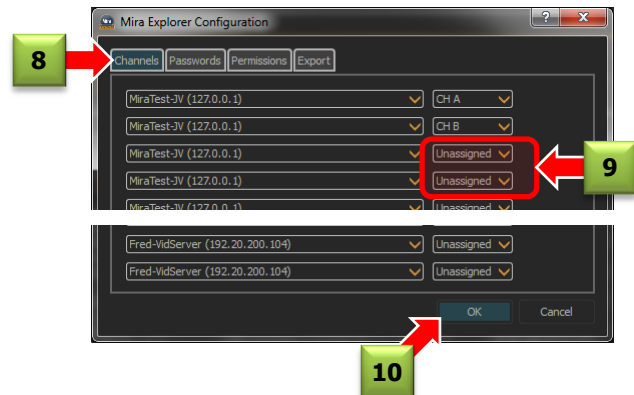 Mira Explorer Configuration
8
Channels Passwords Permissions Export
MiraTest-JV (127.0.0.1) CH A
MiraTest-JV (127.0.0.1) CH B
MiraTest-JV (127.0.0.1) Unassigned
9
MiraTest-JV (127.0.0.1) Unassigned
MiraTest-JV (127.0.0.1) Unassigned
Fred-VidServer (192.20.200.104) Unassigned
Fred-VidServer (192.20.200.104) Unassigned
OK Cancel
10